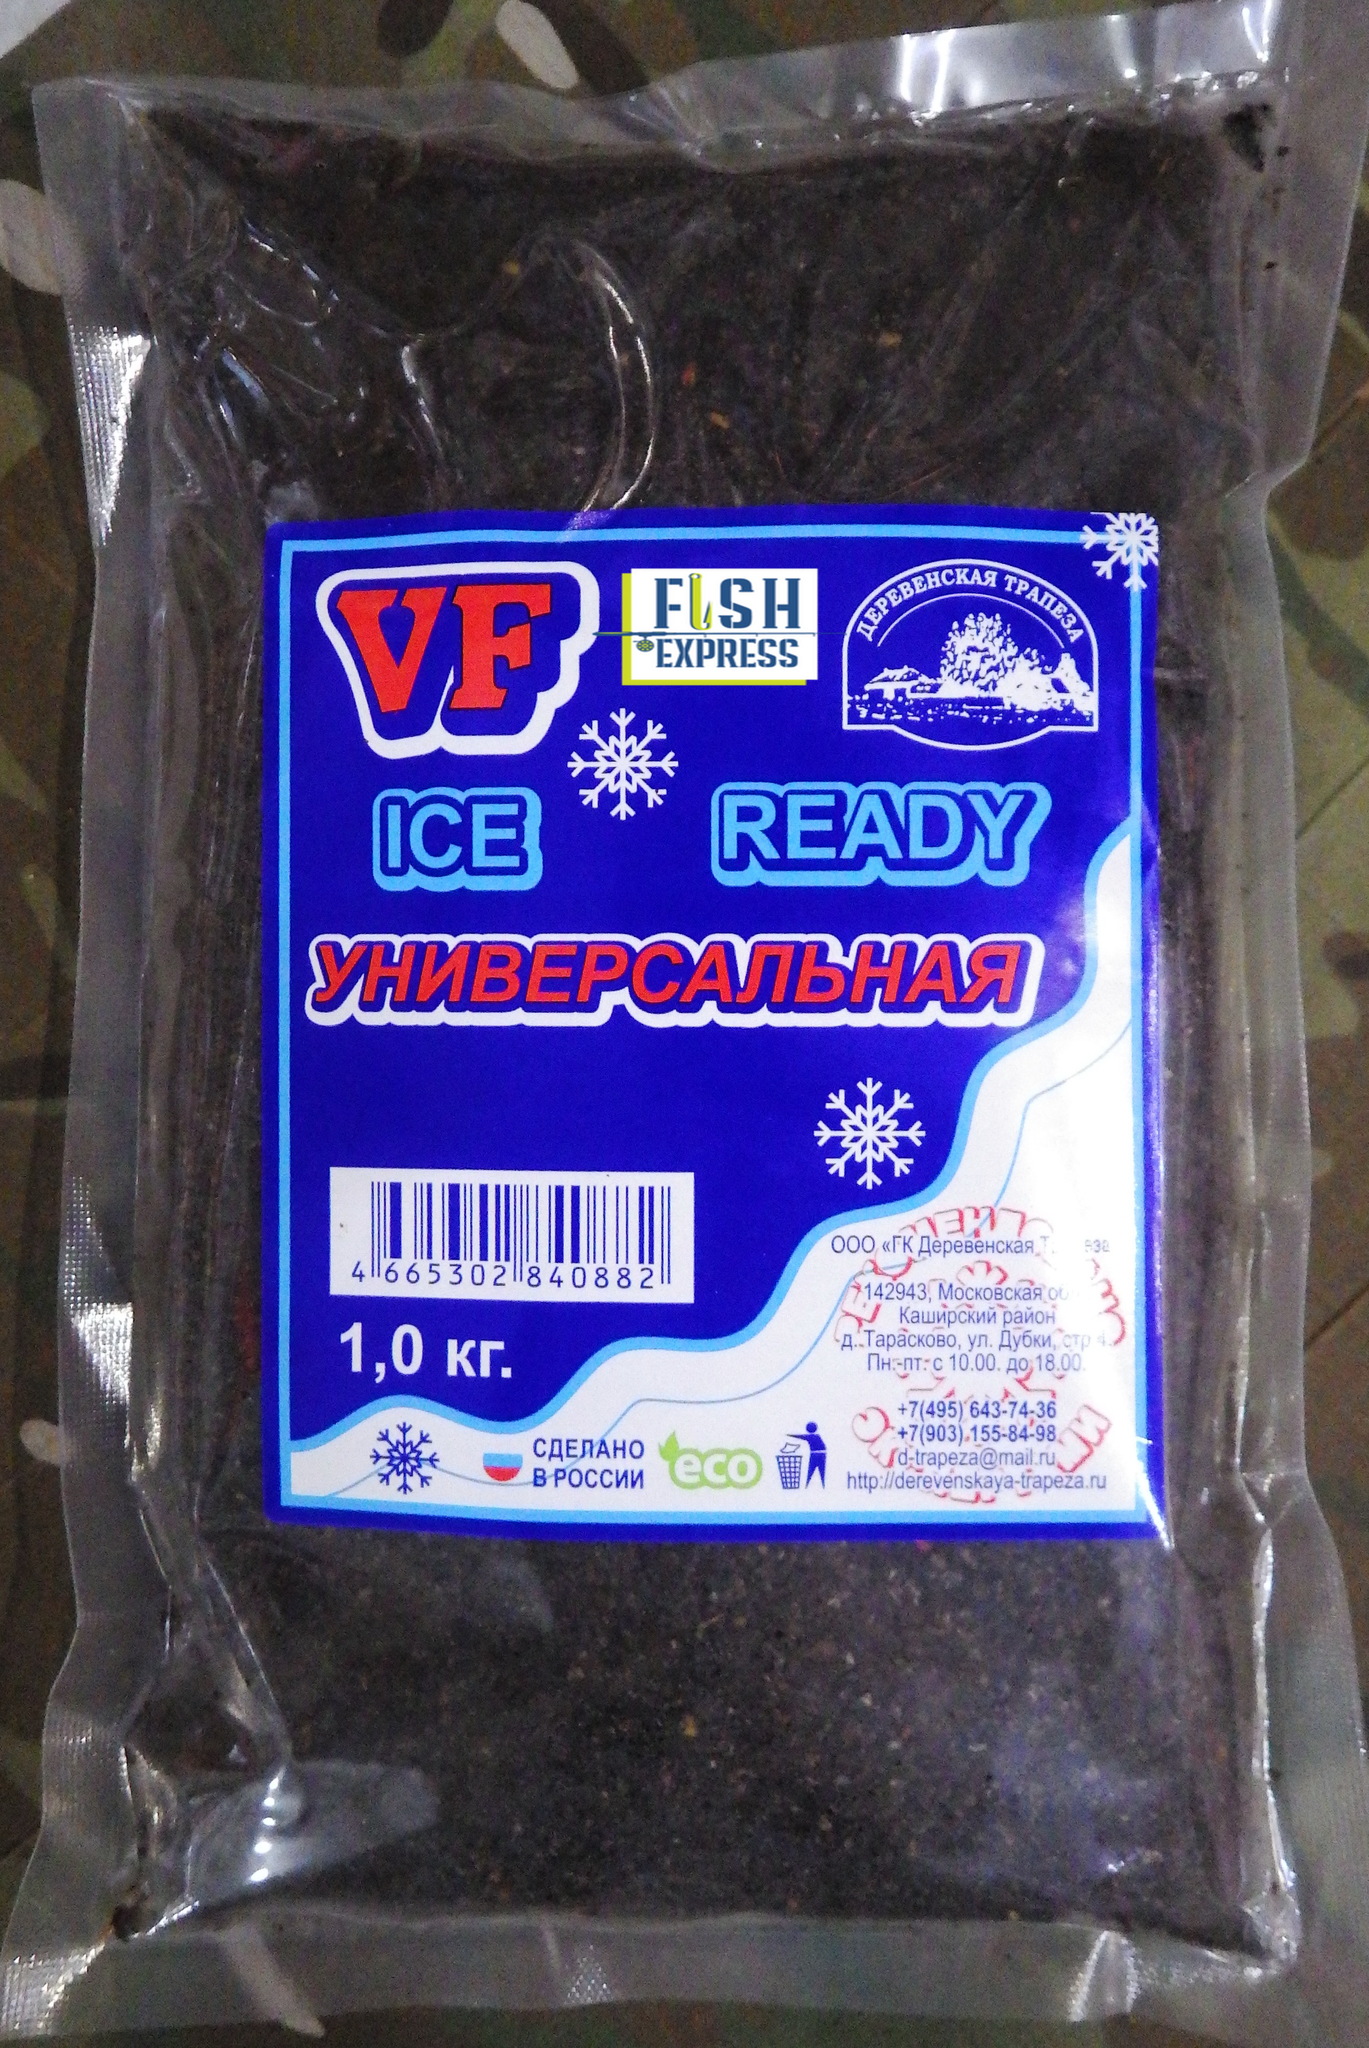 VF
FISH
EXPRESS
ДЕРЕВЕНСКАЯ ТРАПЕЗА
ICE READY
УНИВЕРСАЛЬНАЯ
4 665302 840882
1,0 кг.
ООО «ГК Деревенская
142943, Московская
Каширский район
д. Тарасково, ул. Дубки, стр 4.
Пн.-пт. с 10.00. до 18.00.
+7(495) 643-74-36
+7(903) 155-84-98
d-trapeza@mail.ru
http://derevenskaya-trapeza.ru
СДЕЛАНО
В РОССИИ
eco